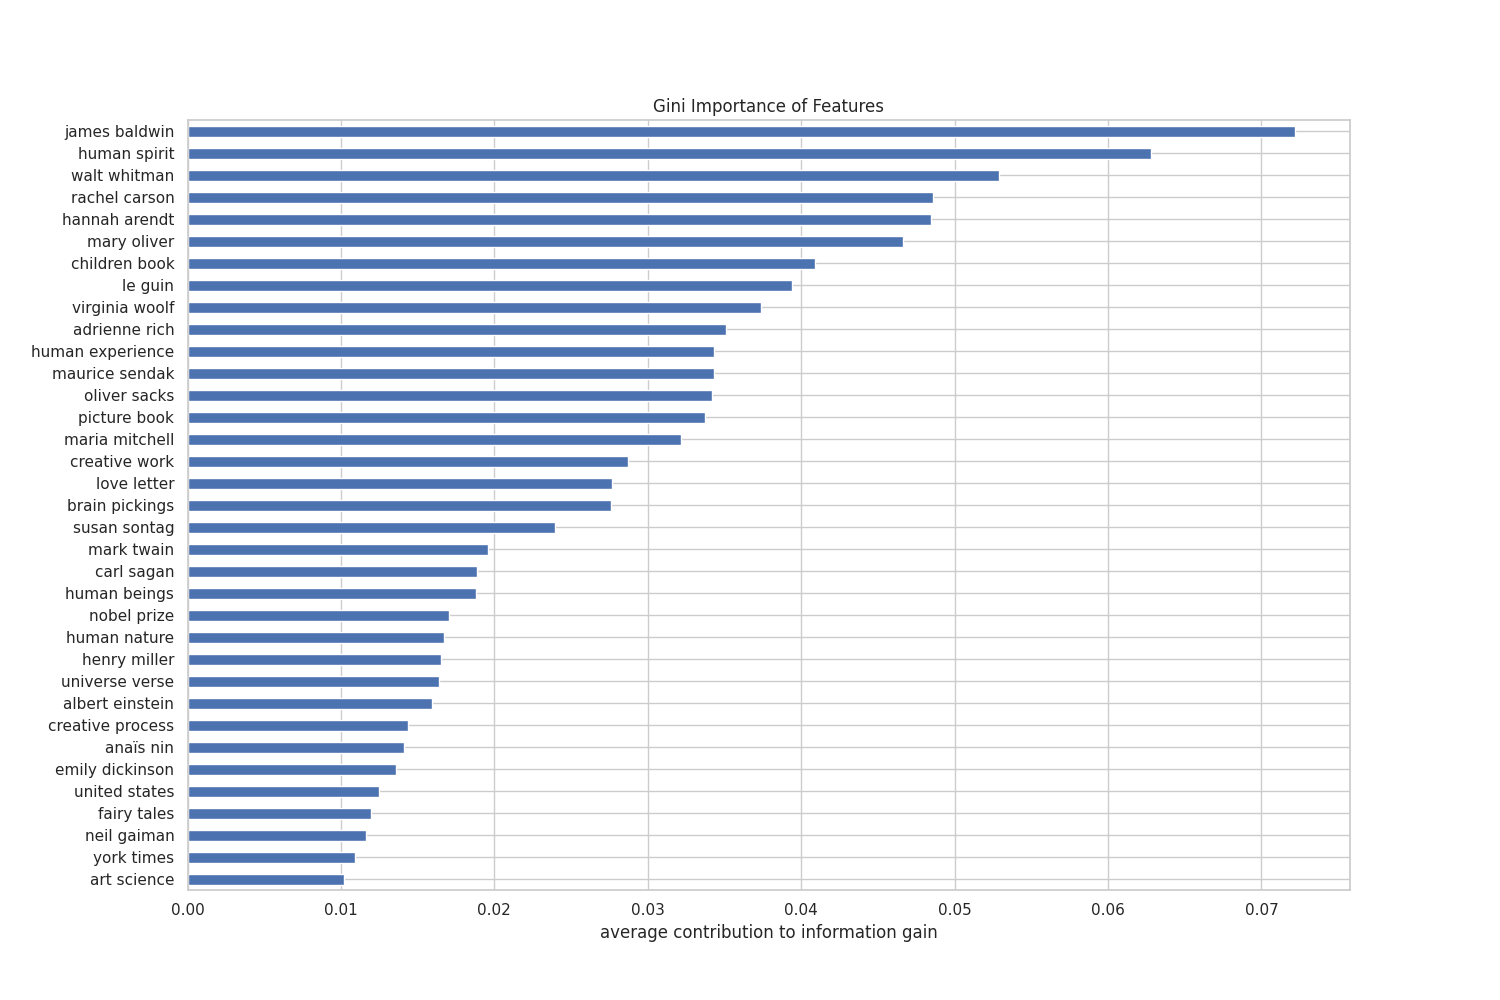 Gini Importance of Features
james baldwin
human spirit
walt whitman
rachel carson
hannah arendt
mary oliver
children book
le guin
virginia woolf
adrienne rich
human experience
maurice sendak
oliver sacks
picture book
maria mitchell
creative work
love letter
brain pickings
susan sontag
mark twain
carl sagan
human beings
nobel prize
human nature
henry miller
universe verse
albert einstein
creative process
anaïs nin
emily dickinson
united states
fairy tales
neil gaiman
york times
art science
0.00 0.01 0.02 0.03 0.04 0.05 0.06 0.07
average contribution to information gain